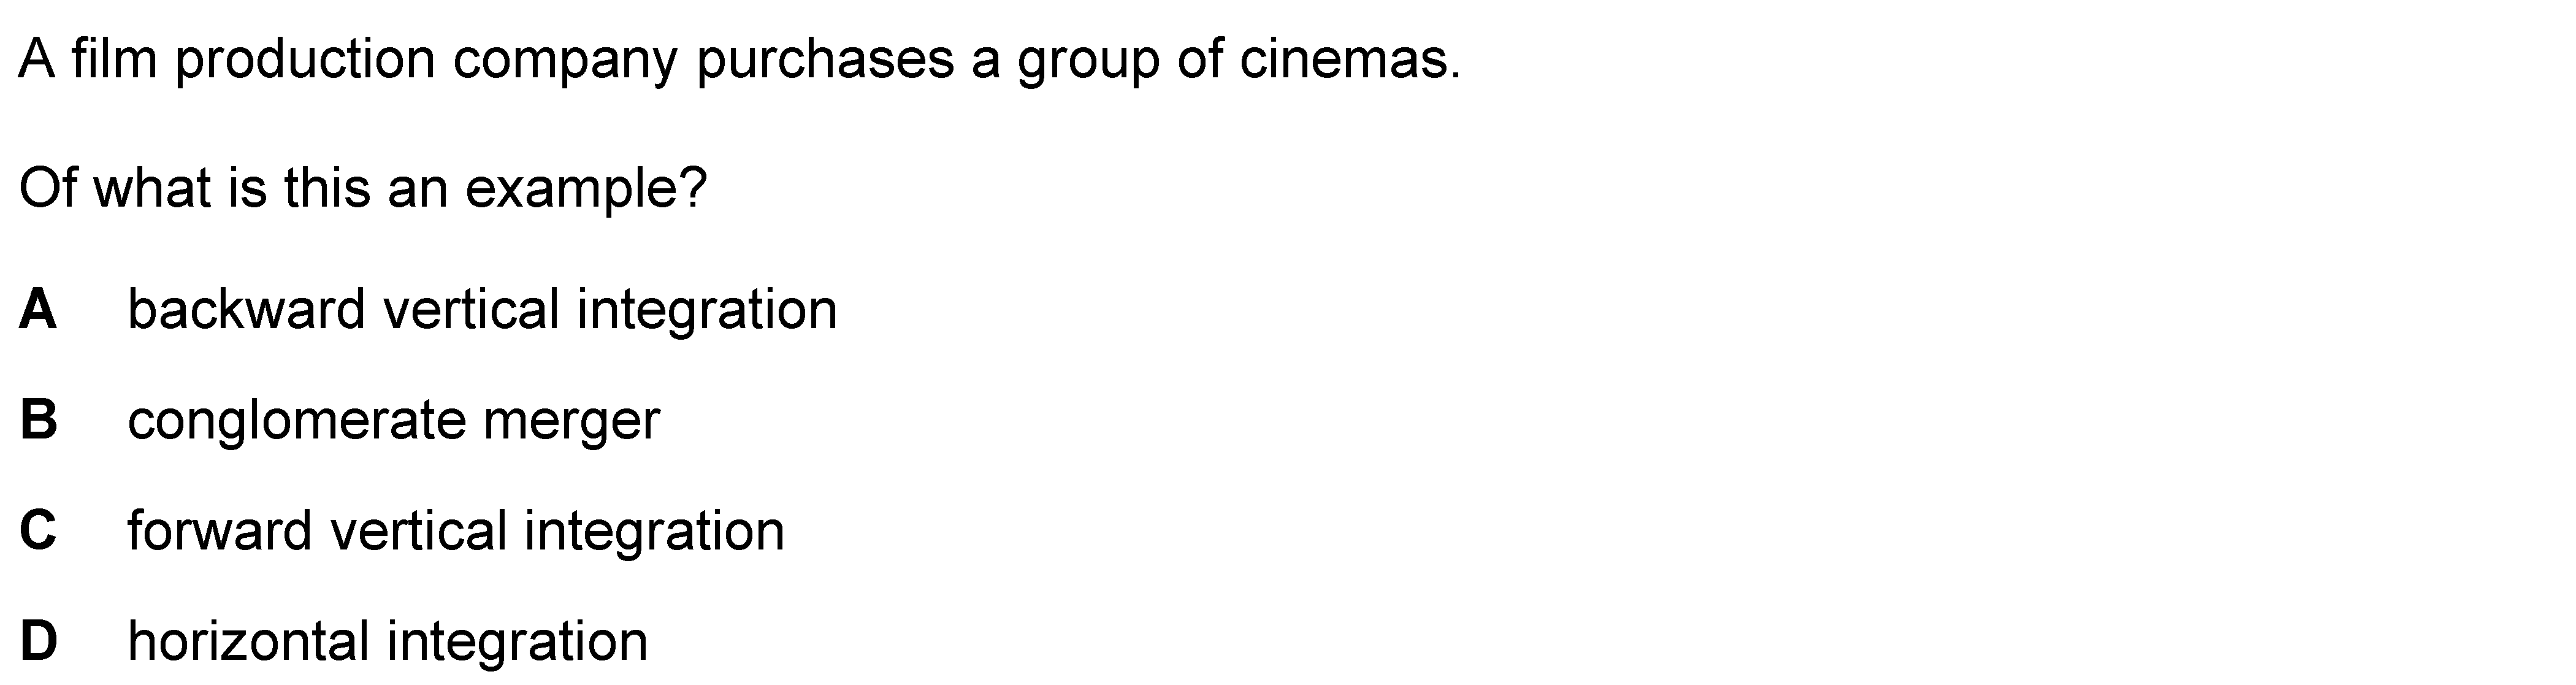 A film production company purchases a group of cinemas.
Of what is this an example?
A backward vertical integration
B conglomerate merger
C forward vertical integration
D horizontal integration